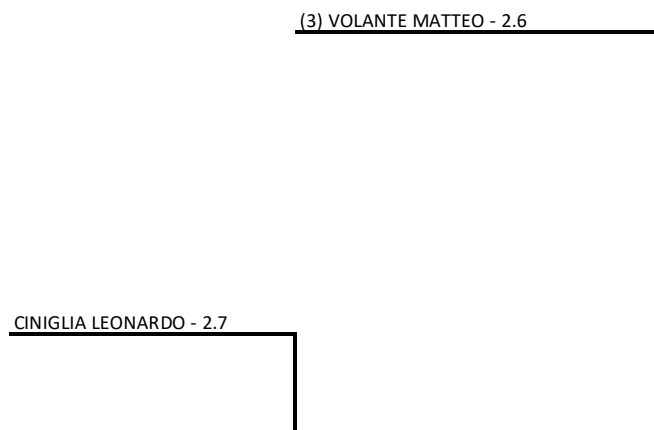 (3) VOLANTE MATTEO - 2.6
CINIGLIA LEONARDO - 2.7